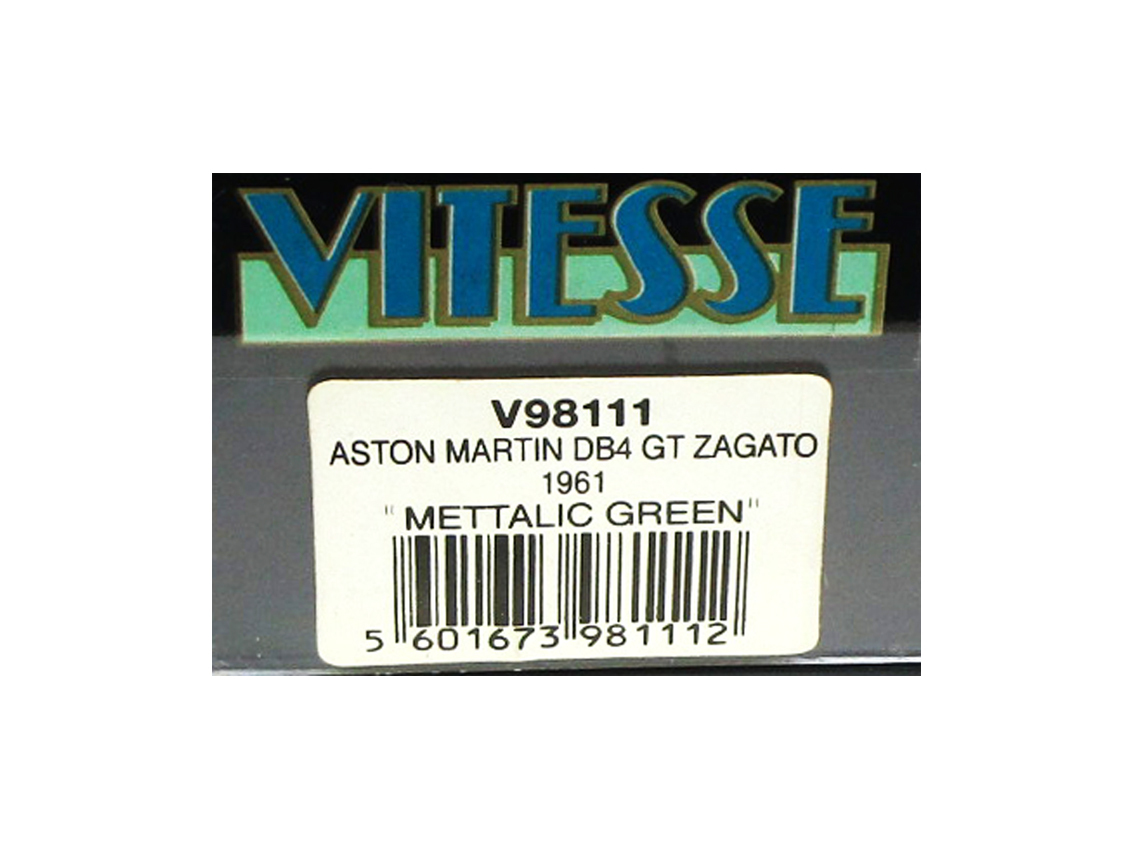 VITESSE
V98111
ASTON MARTIN DB4 GT ZAGATO
1961
"METTALIC GREEN"
5 601673 981112